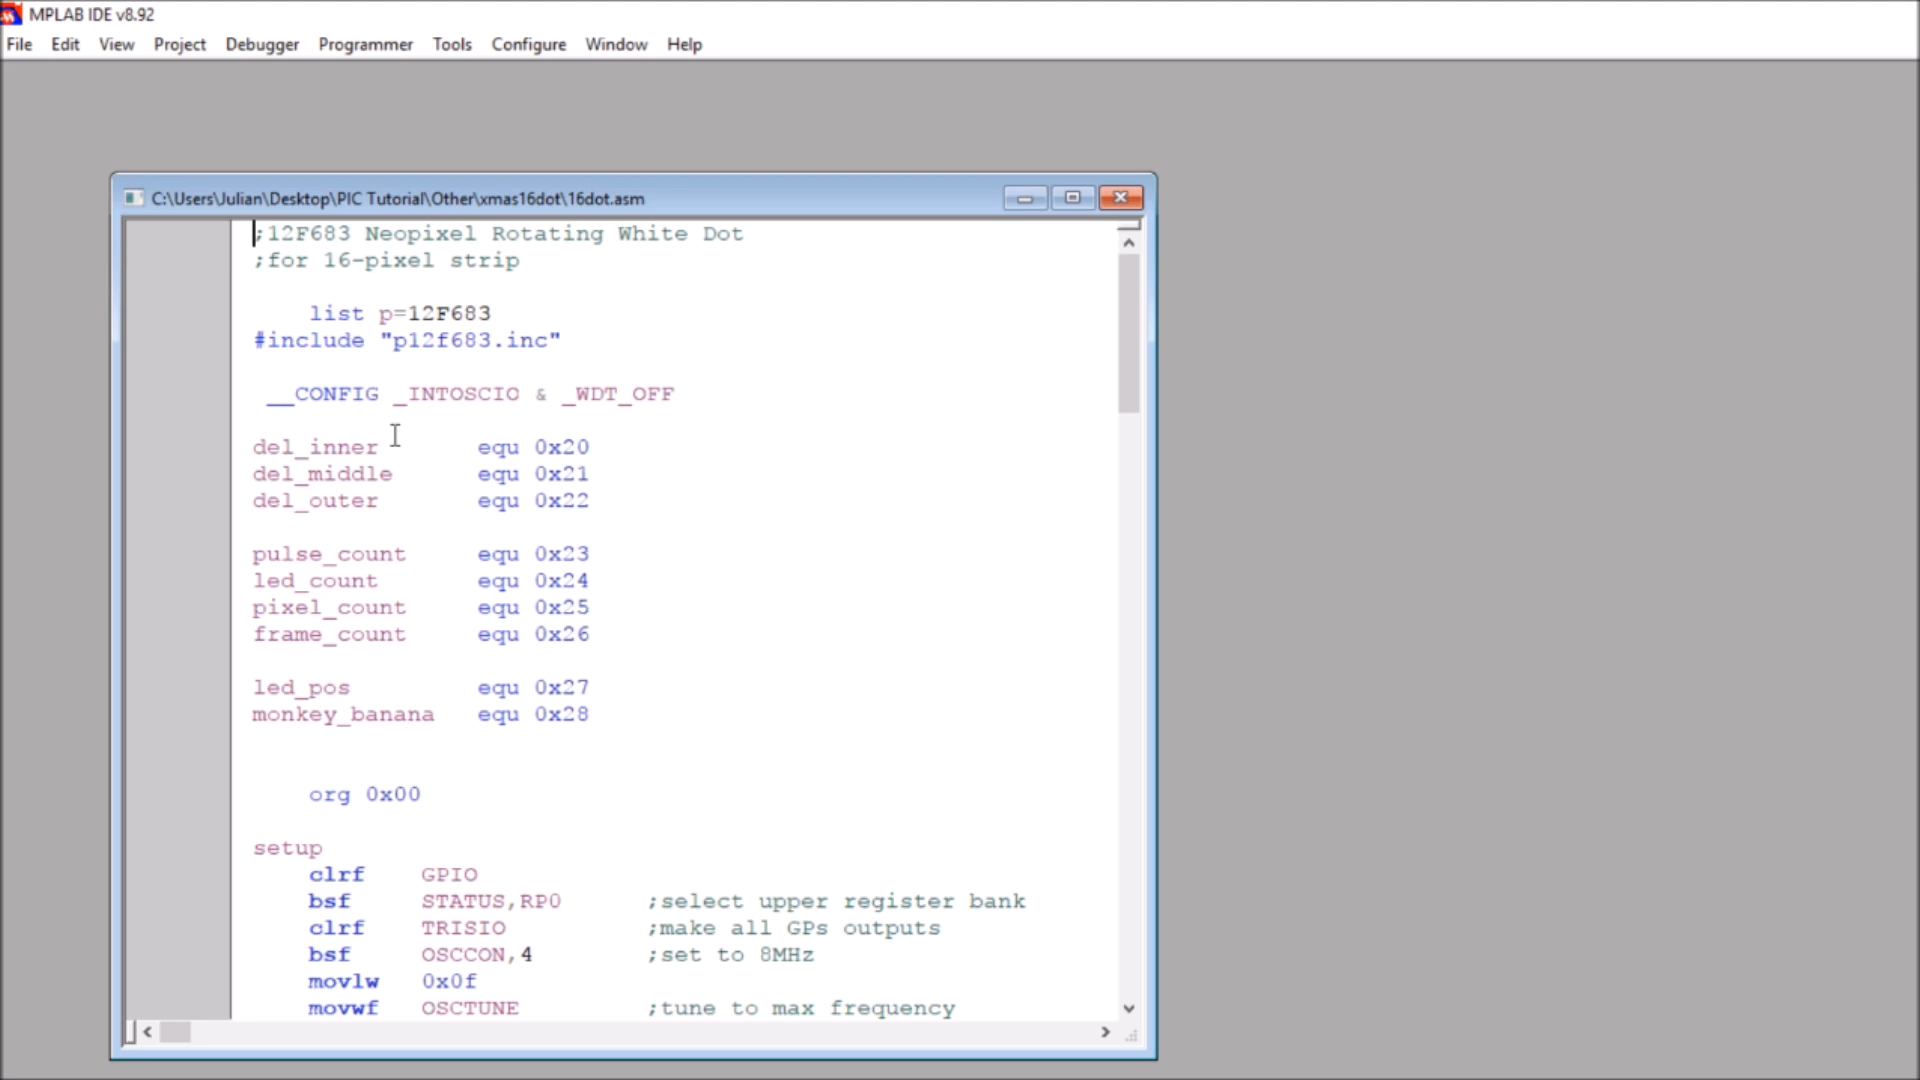 MPLAB IDE v8.92
File Edit View Project Debugger Programmer Tools Configure Window Help
C:\Users\Julian\Desktop\PIC Tutorial\Other\xmas16dot\16dot.asm
;12F683 Neopixel Rotating White Dot
;for 16-pixel strip
list p=12F683
#include "p12f683.inc"
__CONFIG _INTOSCIO & _WDT_OFF
del_inner equ 0x20
del_middle equ 0x21
del_outer equ 0x22
pulse_count equ 0x23
led_count equ 0x24
pixel_count equ 0x25
frame_count equ 0x26
led_pos equ 0x27
monkey_banana equ 0x28
org 0x00
setup
clrf GPIO
bsf STATUS,RP0 ;select upper register bank
clrf TRISIO ;make all GPs outputs
bsf OSCCON,4 ;set to 8MHz
movlw 0x0f
movwf OSCTUNE ;tune to max frequency